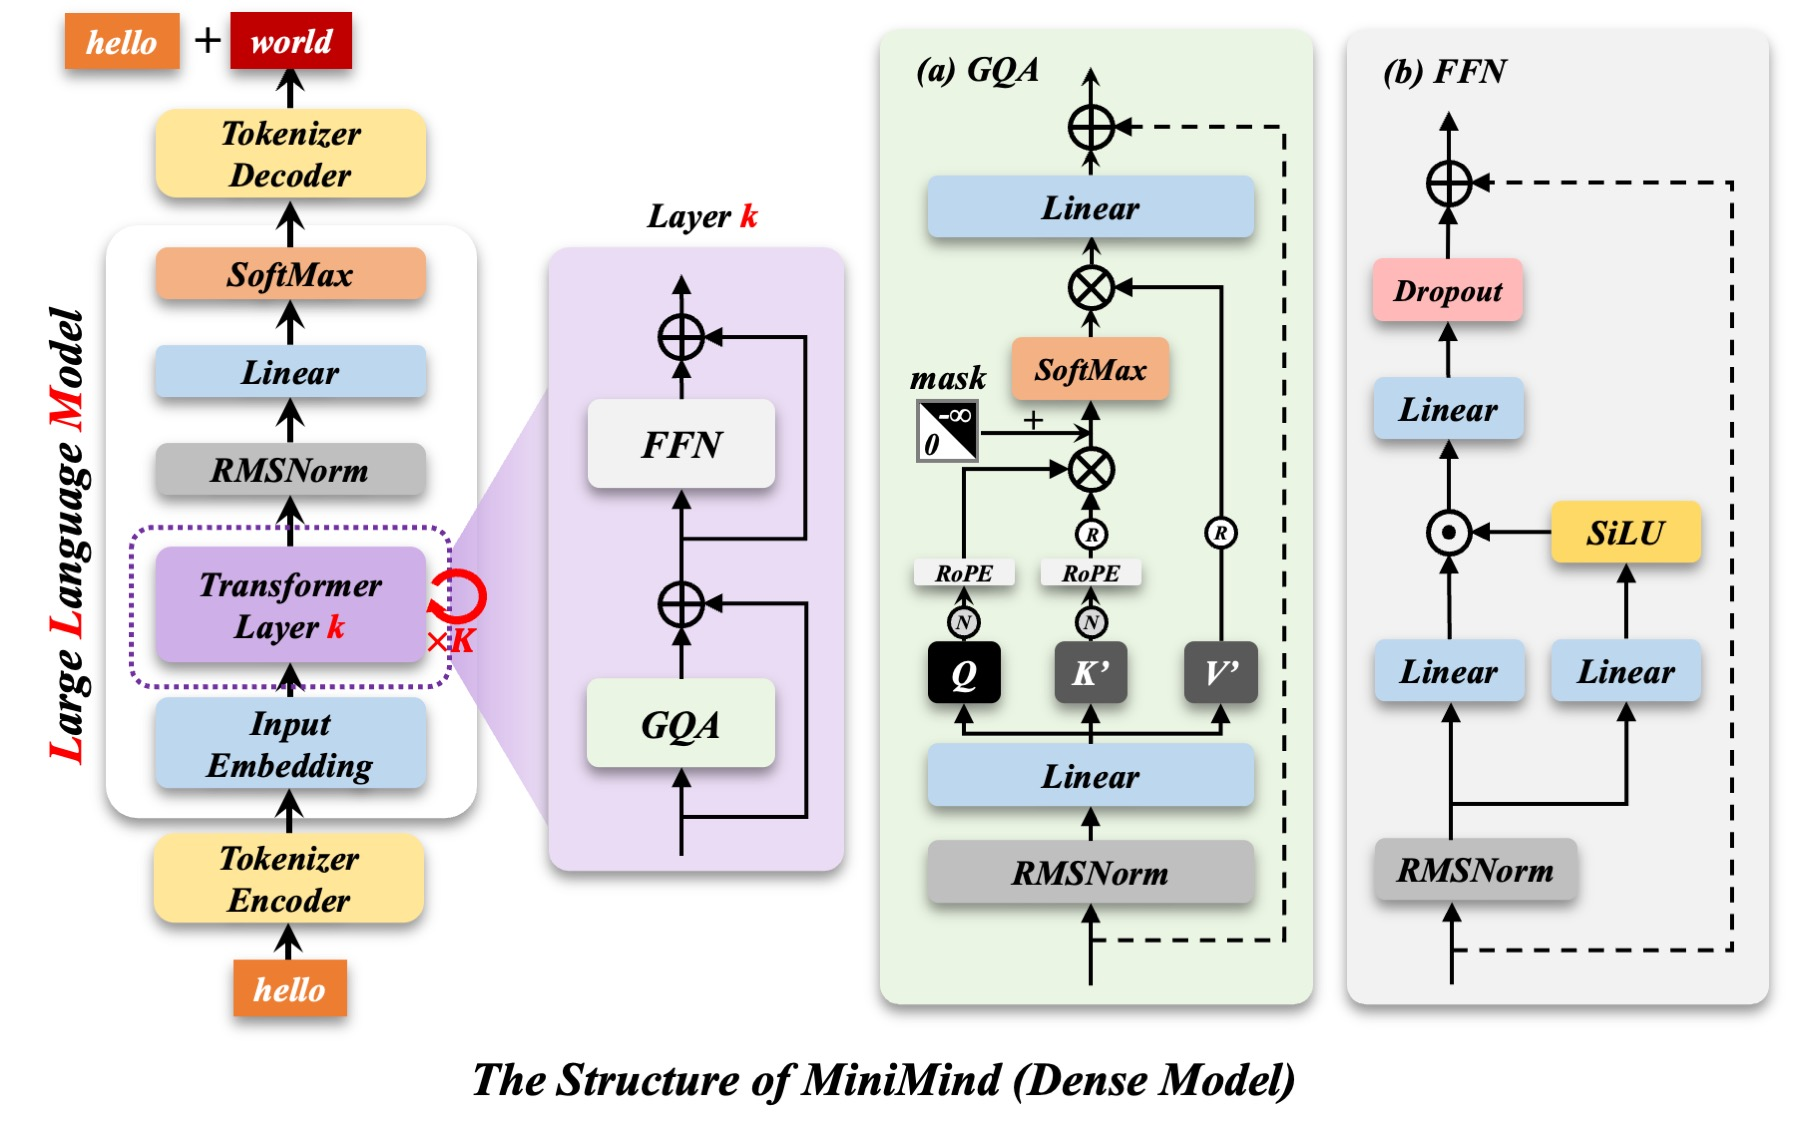 hello + world
Tokenizer
Decoder
SoftMax
Linear
RMSNorm
Transformer
Layer k
×K
Input
Embedding
Tokenizer
Encoder
hello
Large Language Model
Layer k
FFN
GQA
(a) GQA
Linear
SoftMax
mask
-∞
0
+
R
R
RoPE
RoPE
N
N
Q
K’
V’
Linear
RMSNorm
(b) FFN
Dropout
Linear
SiLU
Linear
Linear
RMSNorm
The Structure of MiniMind (Dense Model)